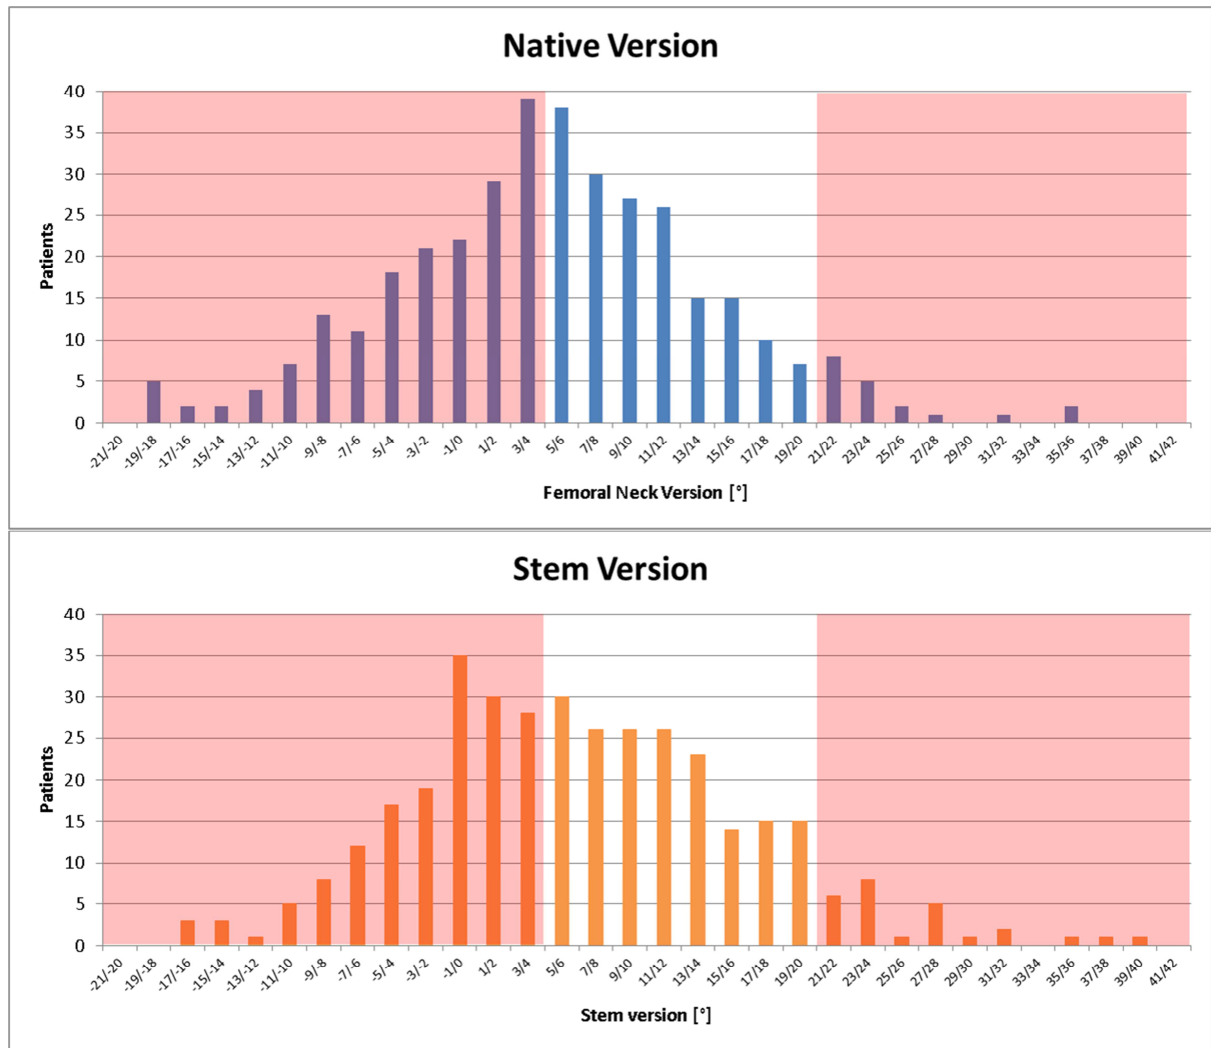 Native Version
40
35
30
25
20
15
10
5
0
Patients
-21/-20 -19/-18 -17/-16 -15/-14 -13/-12 -11/-10 -9/-8 -7/-6 -5/-4 -3/-2 -1/0 1/2 3/4 5/6 7/8 9/10 11/12 13/14 15/16 17/18 19/20 21/22 23/24 25/26 27/28 29/30 31/32 33/34 35/36 37/38 39/40 41/42
Femoral Neck Version [°]
Stem Version
40
35
30
25
20
15
10
5
0
Patients
-21/-20 -19/-18 -17/-16 -15/-14 -13/-12 -11/-10 -9/-8 -7/-6 -5/-4 -3/-2 -1/0 1/2 3/4 5/6 7/8 9/10 11/12 13/14 15/16 17/18 19/20 21/22 23/24 25/26 27/28 29/30 31/32 33/34 35/36 37/38 39/40 41/42
Stem version [°]